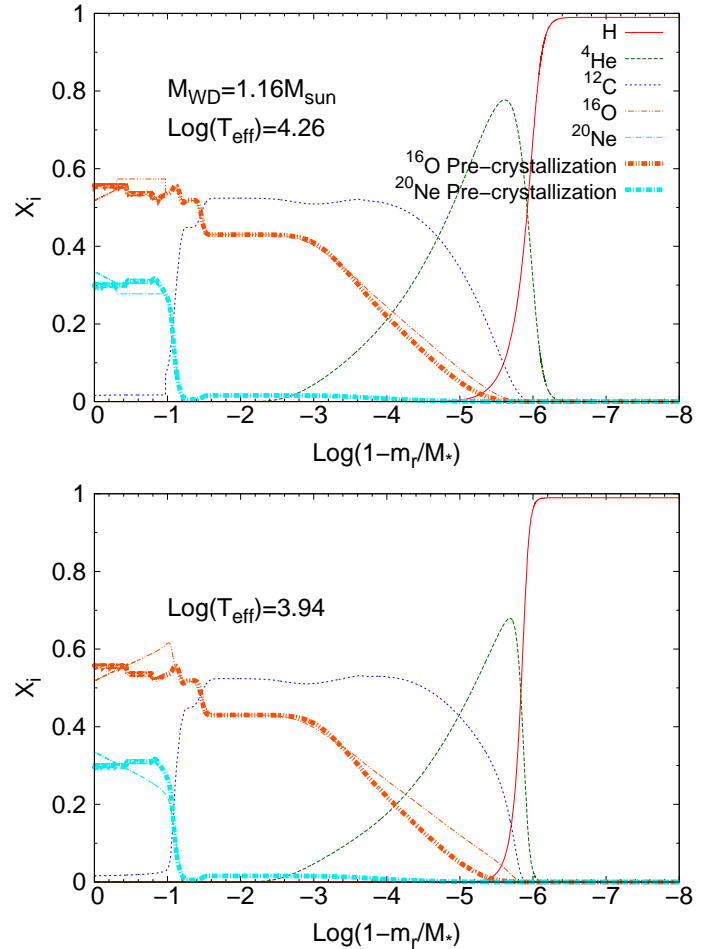 1
0.8
0.6
0.4
0.2
0
X_i
M_WD=1.16M_sun
Log(T_eff)=4.26
H
^4He
^12C
^16O
^20Ne
^16O Pre-crystallization
^20Ne Pre-crystallization
0 −1 −2 −3 −4 −5 −6 −7 −8
Log(1−m_r/M_*)
1
0.8
0.6
0.4
0.2
0
X_i
Log(T_eff)=3.94
0 −1 −2 −3 −4 −5 −6 −7 −8
Log(1−m_r/M_*)